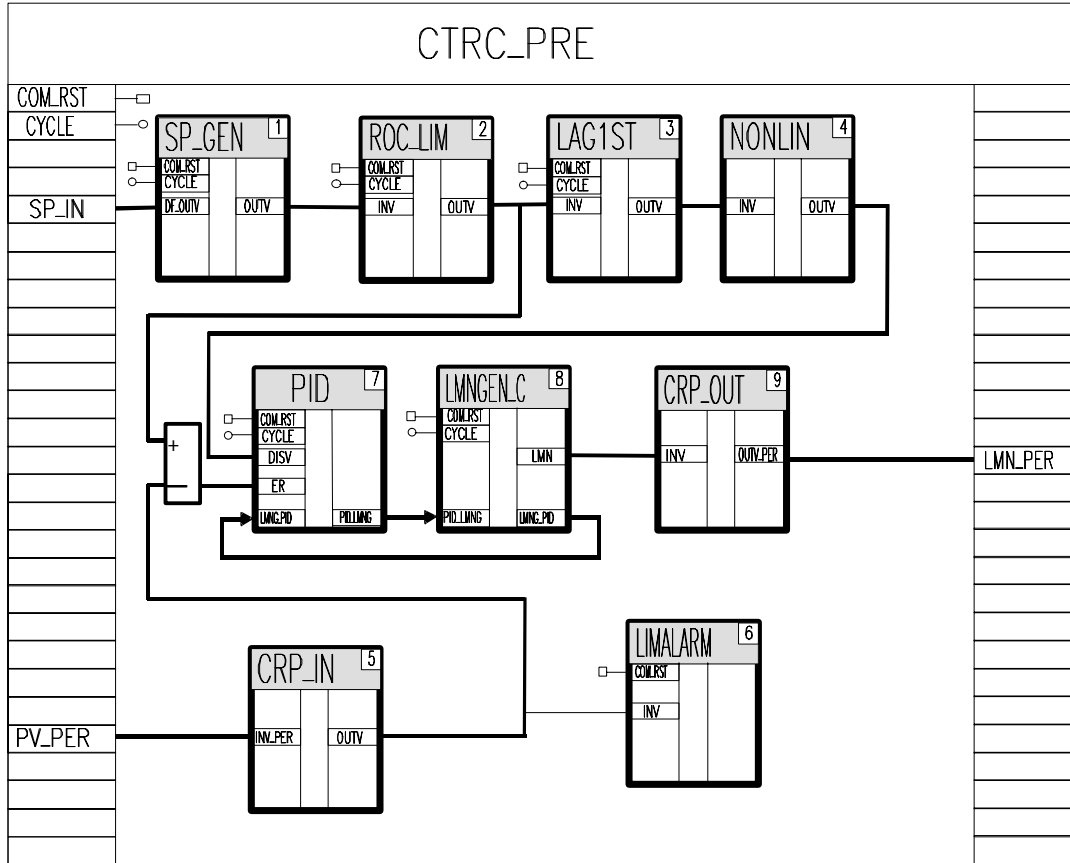 CTRC_PRE
COM_RST
CYCLE
SP_IN
PV_PER
LMN_PER
SP_GEN 1
COM_RST
CYCLE
DF_OUTV OUTV
ROC_LIM 2
COM_RST
CYCLE
INV OUTV
LAG1ST 3
COM_RST
CYCLE
INV OUTV
NONLIN 4
INV OUTV
+
−
PID 7
COM_RST
CYCLE
DISV
ER
LMNG_PID PID_LMNG
LMNGEN_C 8
COM_RST
CYCLE
LMN
PID_LMNG LMNG_PID
CRP_OUT 9
INV OUTV_PER
CRP_IN 5
INV_PER OUTV
LIMALARM 6
COM_RST
INV